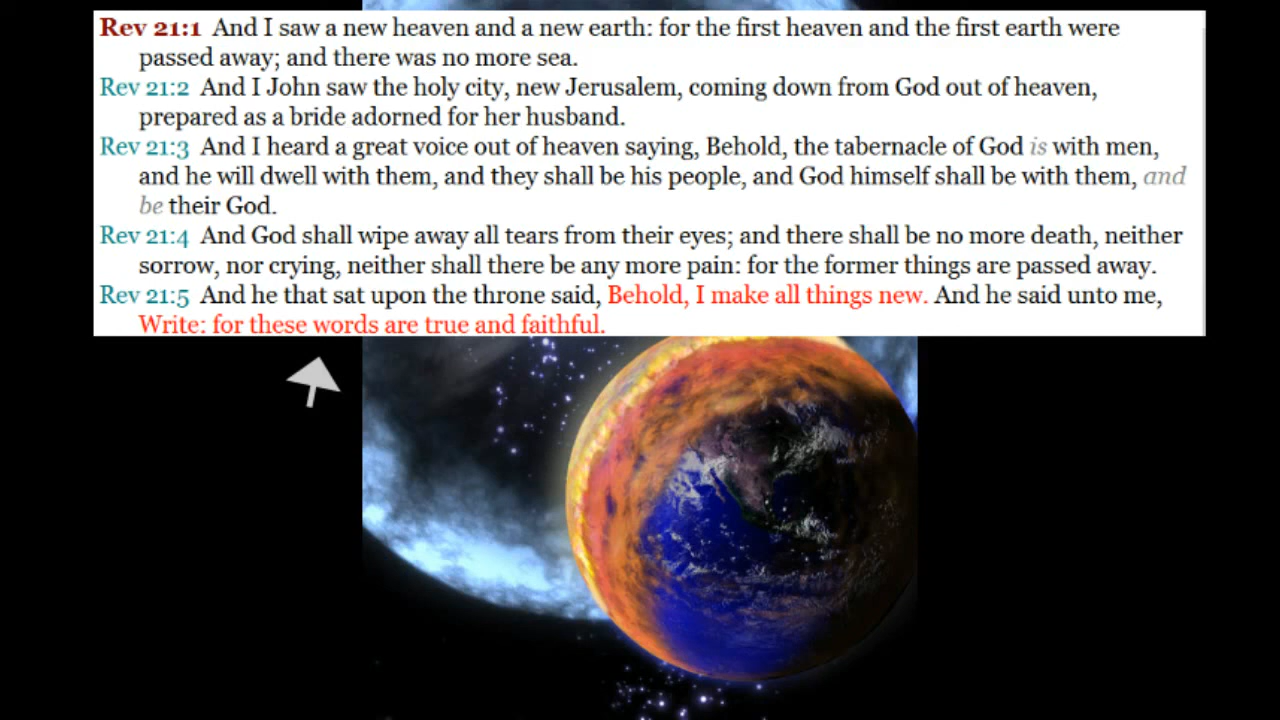 Rev 21:1 And I saw a new heaven and a new earth: for the first heaven and the first earth were
passed away; and there was no more sea.
Rev 21:2 And I John saw the holy city, new Jerusalem, coming down from God out of heaven,
prepared as a bride adorned for her husband.
Rev 21:3 And I heard a great voice out of heaven saying, Behold, the tabernacle of God is with men,
and he will dwell with them, and they shall be his people, and God himself shall be with them, and
be their God.
Rev 21:4 And God shall wipe away all tears from their eyes; and there shall be no more death, neither
sorrow, nor crying, neither shall there be any more pain: for the former things are passed away.
Rev 21:5 And he that sat upon the throne said, Behold, I make all things new. And he said unto me,
Write: for these words are true and faithful.